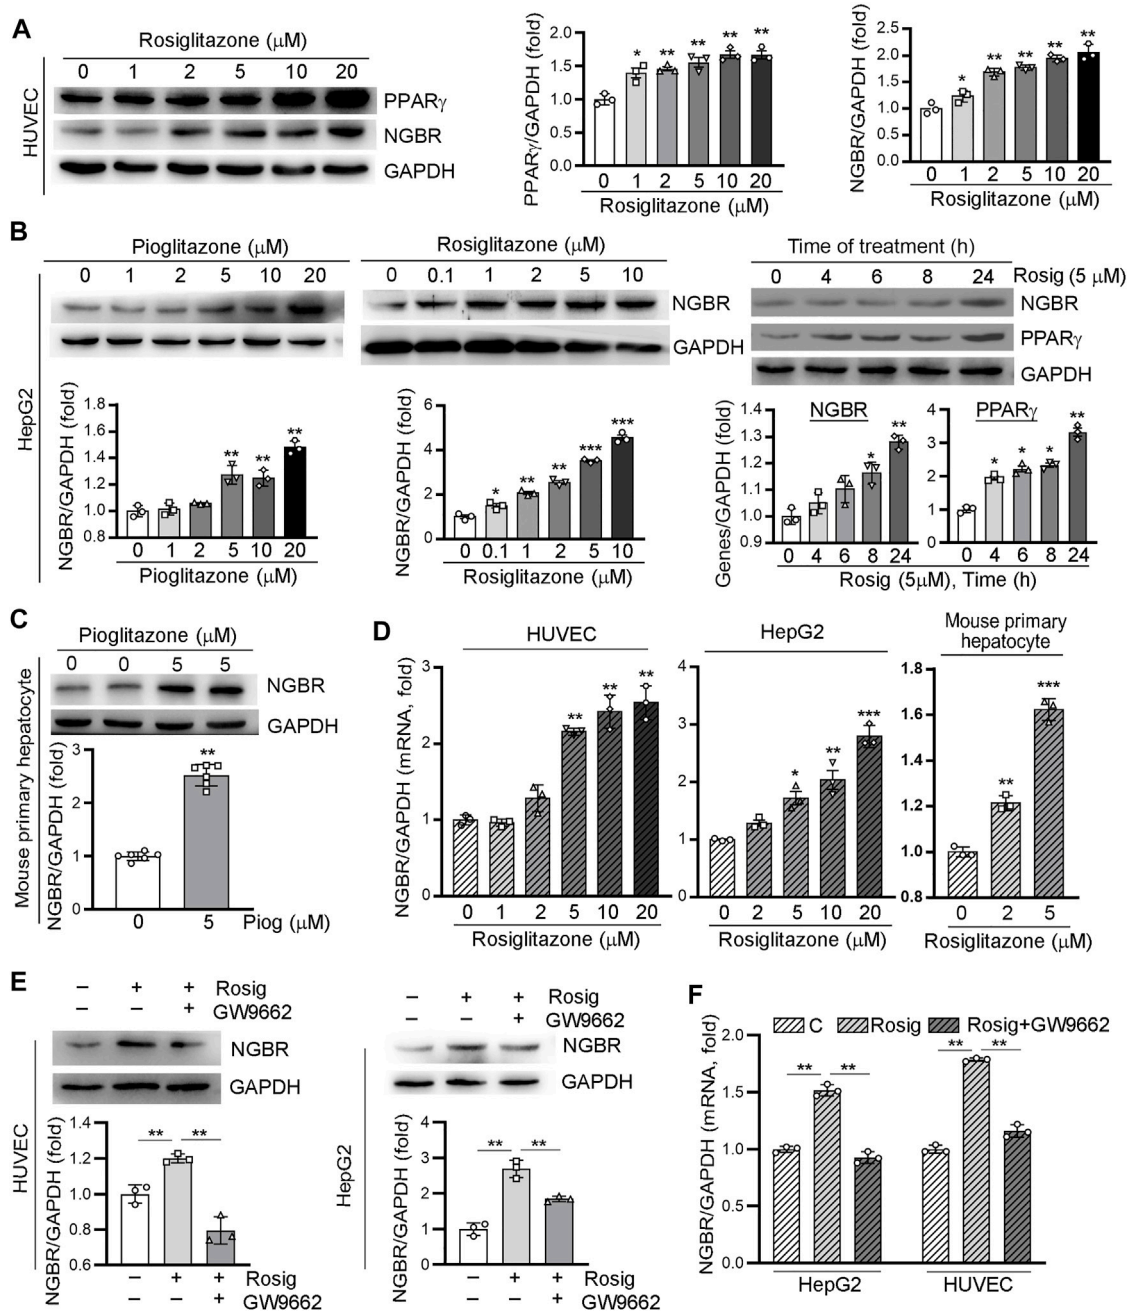 A
Rosiglitazone (μM)
0 1 2 5 10 20
HUVEC
PPARγ
NGBR
GAPDH
PPARγ/GAPDH (fold)
2.0
1.5
1.0
0.5
0.0
* ** ** ** **
0 1 2 5 10 20
Rosiglitazone (μM)
NGBR/GAPDH (fold)
2.5
2.0
1.5
1.0
0.5
0.0
* ** ** ** **
0 1 2 5 10 20
Rosiglitazone (μM)
B
HepG2
Pioglitazone (μM)
0 1 2 5 10 20
Rosiglitazone (μM)
0 0.1 1 2 5 10
NGBR
GAPDH
Time of treatment (h)
0 4 6 8 24 Rosig (5 μM)
NGBR
PPARγ
GAPDH
NGBR/GAPDH (fold)
1.8
1.6
1.4
1.2
1.0
0.8
** ** **
0 1 2 5 10 20
Pioglitazone (μM)
NGBR/GAPDH (fold)
6
4
2
0
* ** ** *** ***
0 0.1 1 2 5 10
Rosiglitazone (μM)
Genes/GAPDH (fold)
NGBR
1.4
1.3
1.2
1.1
1.0
0.9
* **
0 4 6 8 24
PPARγ
4
3
2
1
0
* * * **
0 4 6 8 24
Rosig (5μM), Time (h)
C
Mouse primary hepatocyte
Pioglitazone (μM)
0 0 5 5
NGBR
GAPDH
NGBR/GAPDH (fold)
3
2
1
0
**
0 5 Piog (μM)
D
HUVEC
NGBR/GAPDH (mRNA, fold)
3
2
1
0
** ** **
0 1 2 5 10 20
Rosiglitazone (μM)
HepG2
4
3
2
1
0
* ** ***
0 2 5 10 20
Rosiglitazone (μM)
Mouse primary
hepatocyte
1.8
1.6
1.4
1.2
1.0
0.8
** ***
0 2 5
Rosiglitazone (μM)
E
HUVEC
– + + Rosig
– – + GW9662
NGBR
GAPDH
NGBR/GAPDH (fold)
1.4
1.2
1.0
0.8
0.6
** **
– + + Rosig
– – + GW9662
HepG2
– + + Rosig
– – + GW9662
NGBR
GAPDH
NGBR/GAPDH (fold)
4
3
2
1
0
** **
– + + Rosig
– – + GW9662
F
C Rosig Rosig+GW9662
NGBR/GAPDH (mRNA, fold)
2.0
1.5
1.0
0.5
0.0
** ** ** **
HepG2 HUVEC